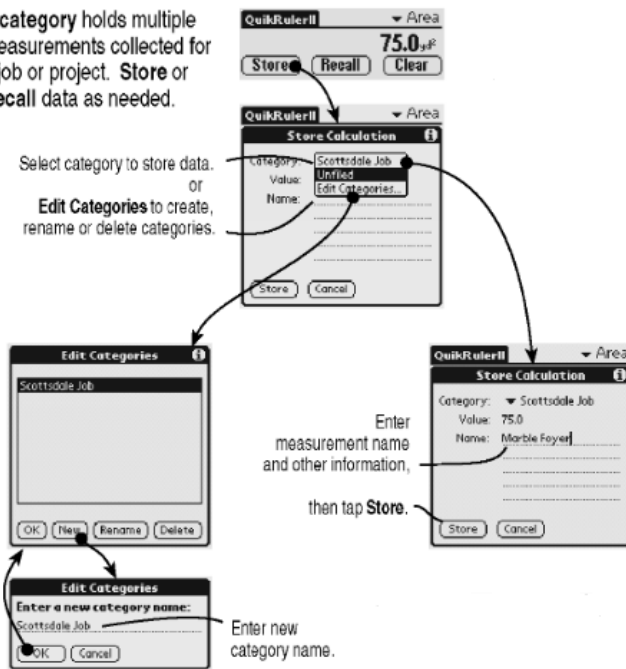 category holds multiple
easurements collected for
job or project. Store or
ecall data as needed.
QuikRulerII Area
75.0 yd²
Store Recall Clear
QuikRulerII Area
Store Calculation i
Category: Scottsdale Job
Unfiled
Edit Categories...
Value:
Name:
Store Cancel
Select category to store data.
or
Edit Categories to create,
rename or delete categories.
Edit Categories i
Scottsdale Job
OK New Rename Delete
Edit Categories
Enter a new category name:
Scottsdale Job
OK Cancel
Enter new
category name.
QuikRulerII Area
Store Calculation i
Category: Scottsdale Job
Value: 75.0
Name: Marble Foyer
Store Cancel
Enter
measurement name
and other information,
then tap Store.